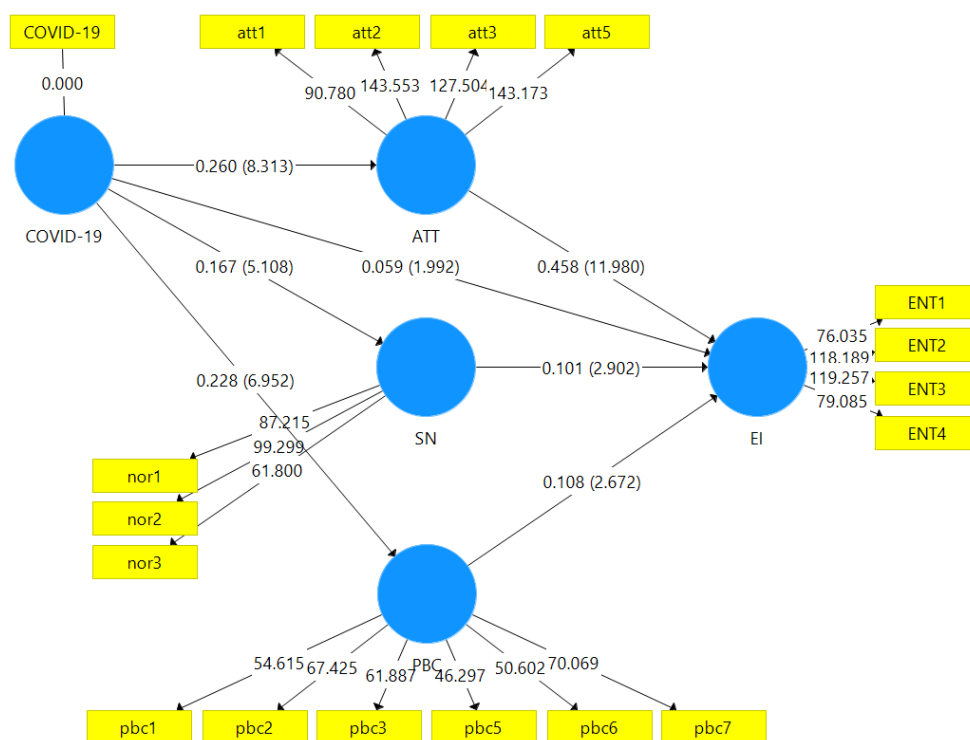 COVID-19
att1
att2
att3
att5
0.000
90.780
143.553
127.504
143.173
0.260 (8.313)
COVID-19
ATT
0.167 (5.108)
0.059 (1.992)
0.458 (11.980)
ENT1
76.035
ENT2
118.189
0.228 (6.952)
0.101 (2.902)
119.257
ENT3
79.085
87.215
SN
EI
ENT4
99.299
nor1
61.800
0.108 (2.672)
nor2
nor3
54.615
67.425
61.887
PBC
46.297
50.602
70.069
pbc1
pbc2
pbc3
pbc5
pbc6
pbc7